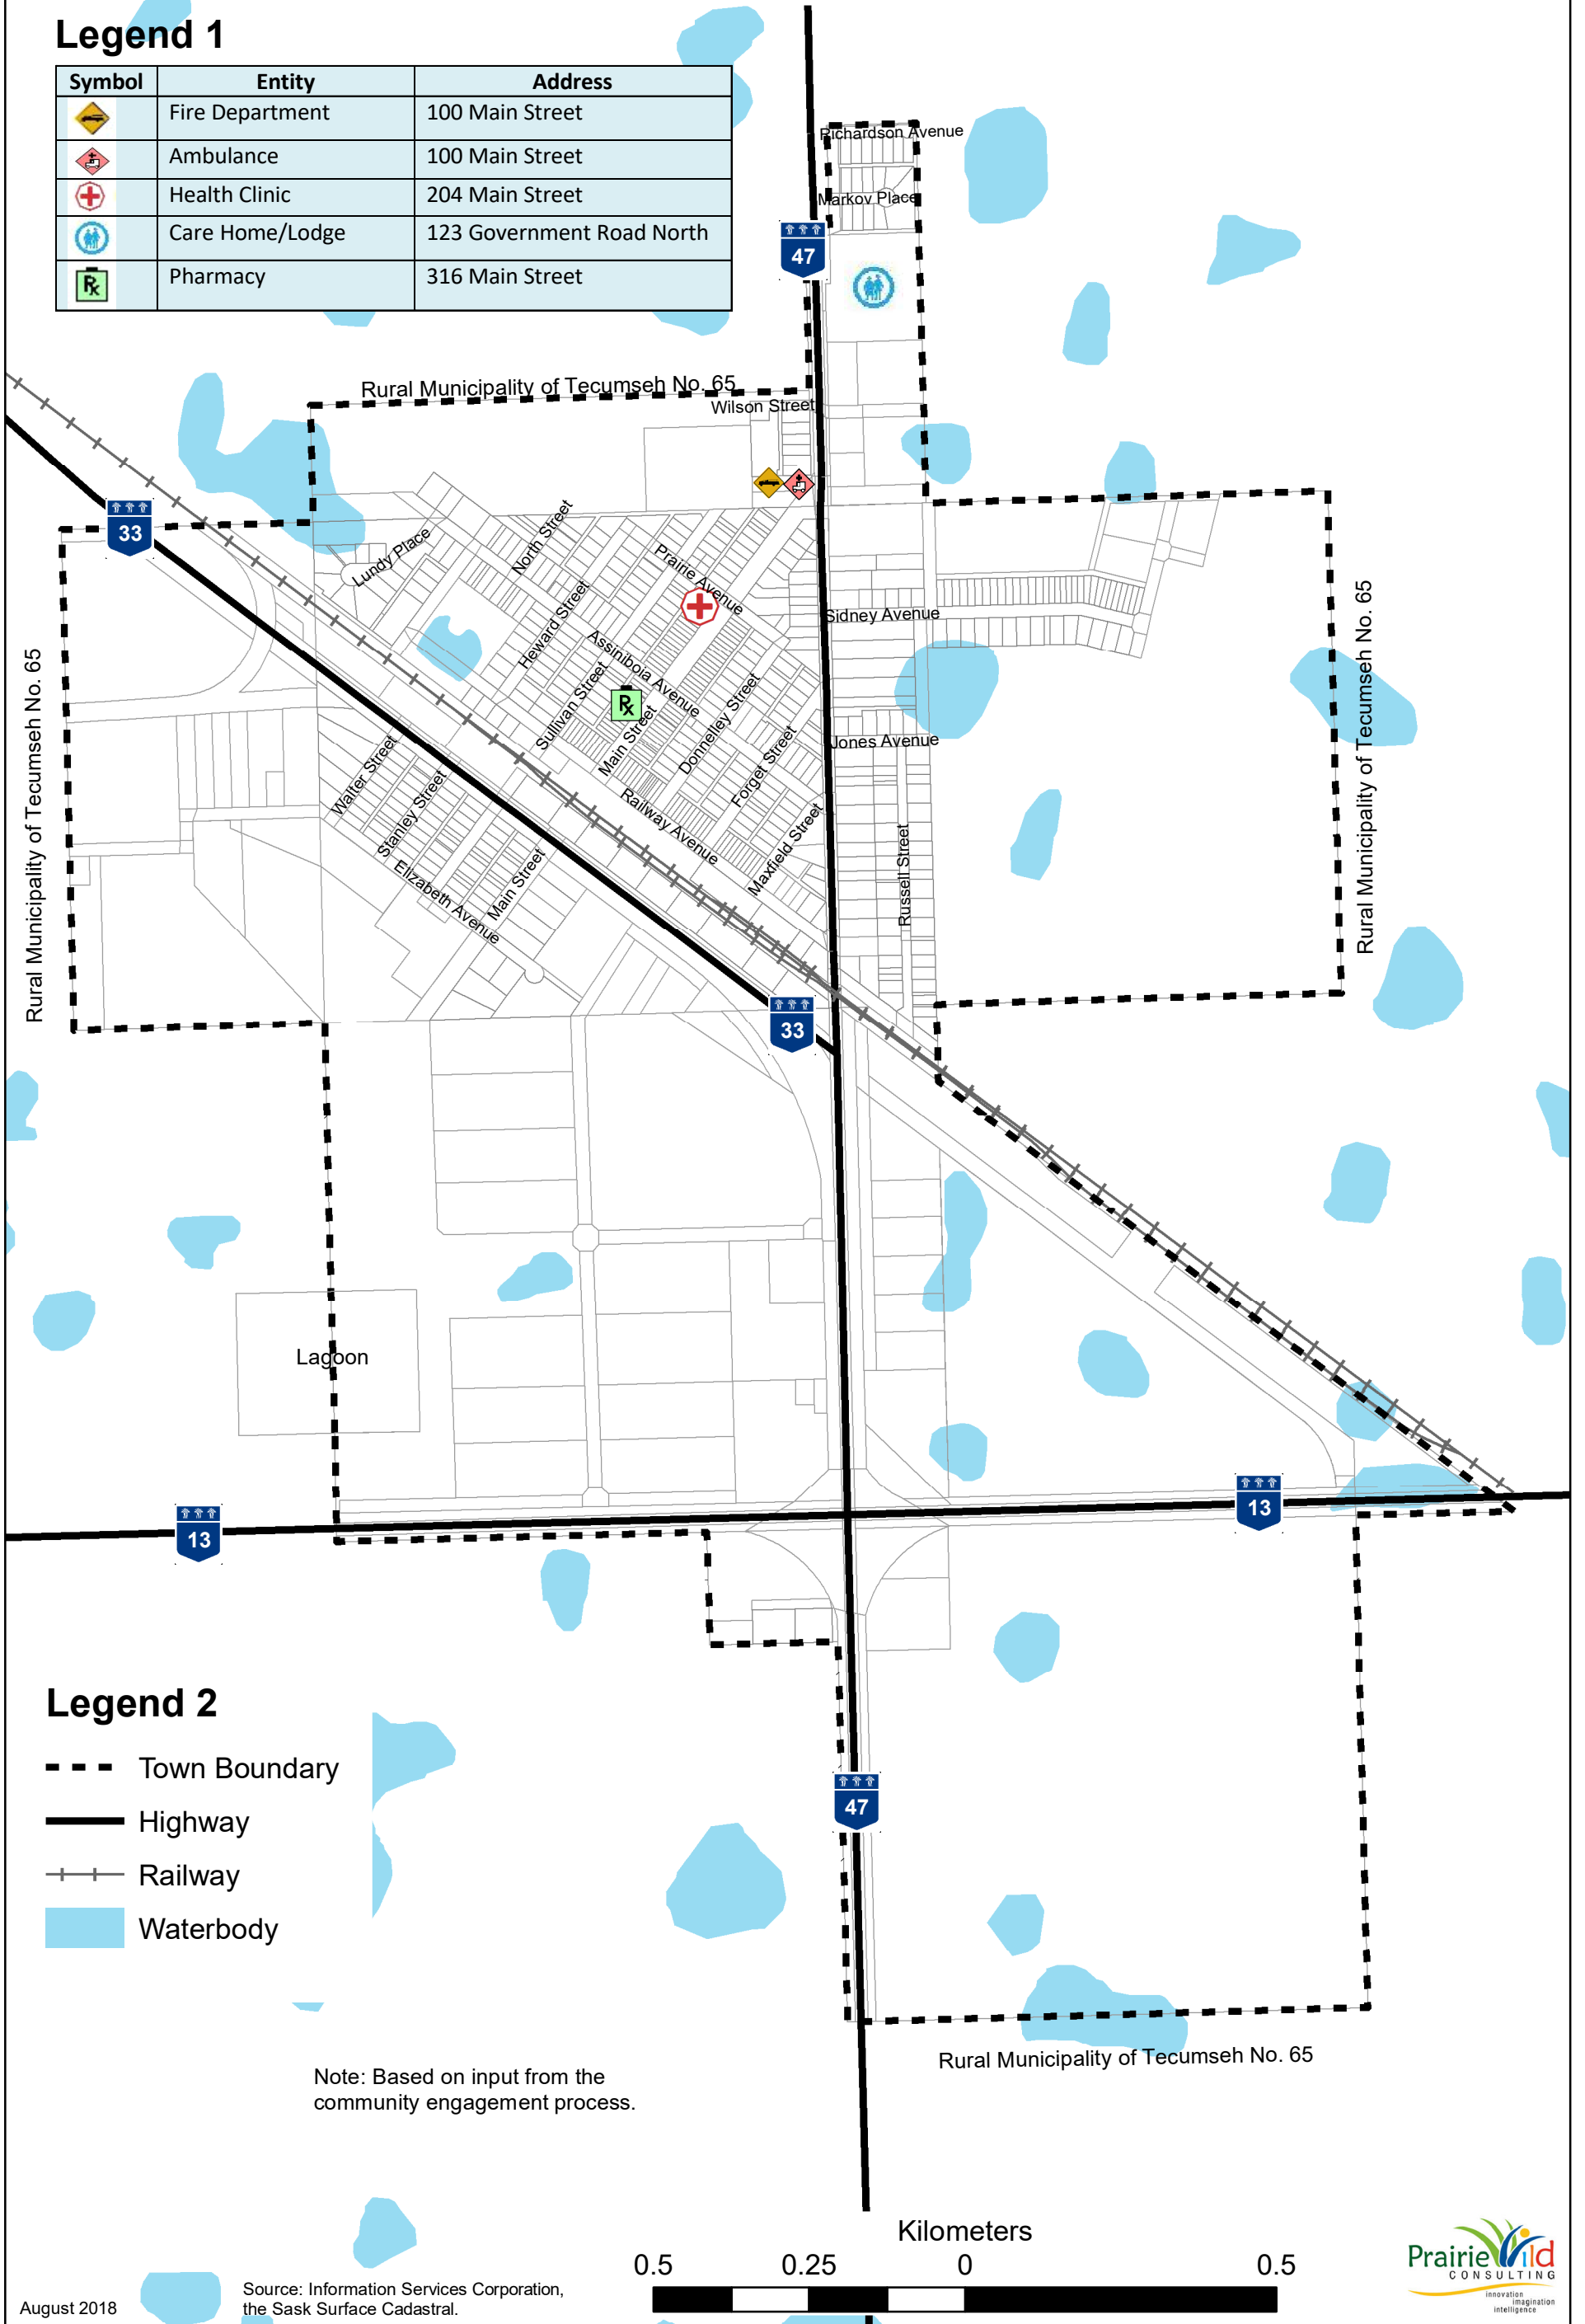 Legend 1
Symbol Entity Address
Fire Department 100 Main Street
Ambulance 100 Main Street
Health Clinic 204 Main Street
Care Home/Lodge 123 Government Road North
Rx Pharmacy 316 Main Street
Richardson Avenue
Markov Place
47
Rural Municipality of Tecumseh No. 65
Wilson Street
33
Lundy Place
North Street
Prairie Avenue
Heward Street
Sidney Avenue
Assiniboia Avenue
Sullivan Street
Rx
Main Street
Donnelley Street
Forget Street
Jones Avenue
Walter Street
Stanley Street
Railway Avenue
Maxfield Street
Russell Street
Elizabeth Avenue
Main Street
Rural Municipality of Tecumseh No. 65
Rural Municipality of Tecumseh No. 65
33
Lagoon
13
13
Legend 2
Town Boundary
Highway
Railway
Waterbody
47
Rural Municipality of Tecumseh No. 65
Note: Based on input from the
community engagement process.
Kilometers
0.5 0.25 0 0.5
August 2018
Source: Information Services Corporation,
the Sask Surface Cadastral.
Prairie Wild
CONSULTING
innovation
imagination
intelligence